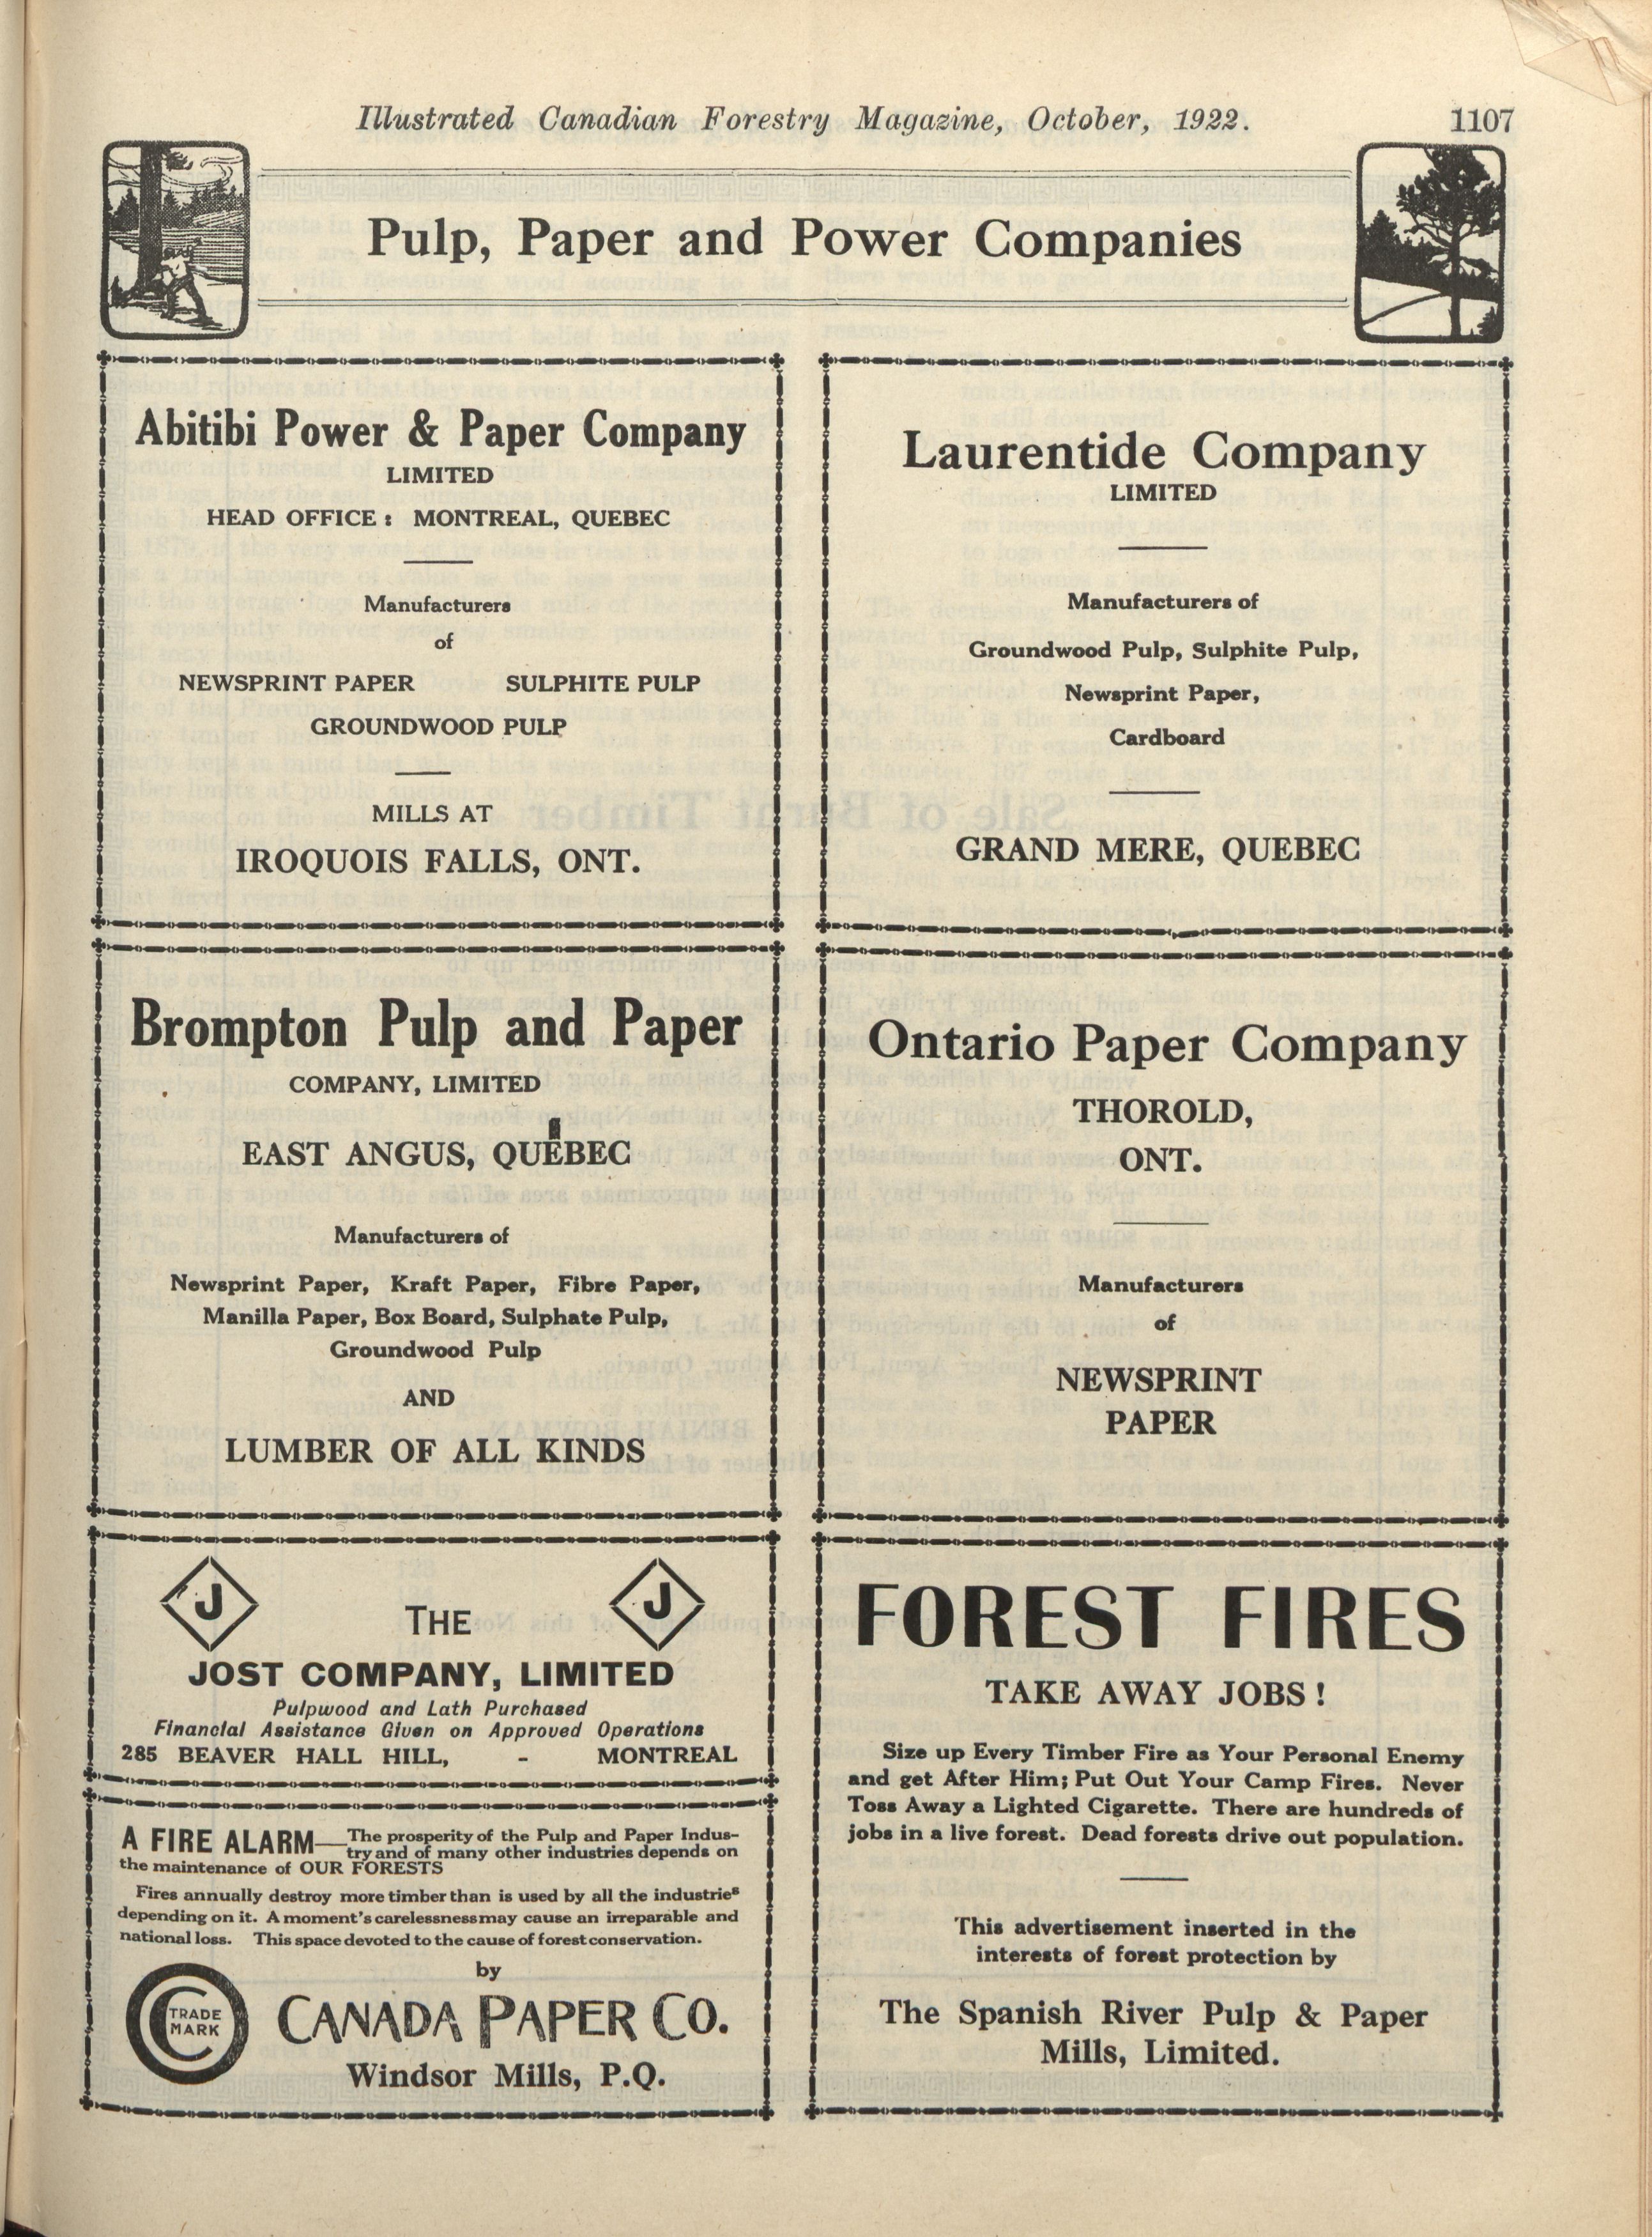 Illustrated Canadian Forestry Magazine, October, 1922.
1107
Pulp, Paper and Power Companies
Abitibi Power & Paper Company
LIMITED
HEAD OFFICE: MONTREAL, QUEBEC
Manufacturers
of
NEWSPRINT PAPER SULPHITE PULP
GROUNDWOOD PULP
MILLS AT
IROQUOIS FALLS, ONT.
Laurentide Company
LIMITED
Manufacturers of
Groundwood Pulp, Sulphite Pulp,
Newsprint Paper,
Cardboard
GRAND MERE, QUEBEC
Brompton Pulp and Paper
COMPANY, LIMITED
EAST ANGUS, QUEBEC
Manufacturers of
Newsprint Paper, Kraft Paper, Fibre Paper,
Manilla Paper, Box Board, Sulphate Pulp,
Groundwood Pulp
AND
LUMBER OF ALL KINDS
Ontario Paper Company
THOROLD,
ONT.
Manufacturers
of
NEWSPRINT
PAPER
J J
THE
JOST COMPANY, LIMITED
Pulpwood and Lath Purchased
Financial Assistance Given on Approved Operations
285 BEAVER HALL HILL, - MONTREAL
A FIRE ALARM—The prosperity of the Pulp and Paper Indus-
try and of many other industries depends on
the maintenance of OUR FORESTS
Fires annually destroy more timber than is used by all the industries
depending on it. A moment's carelessness may cause an irreparable and
national loss. This space devoted to the cause of forest conservation.
by
TRADE
MARK
CANADA PAPER CO.
Windsor Mills, P.Q.
FOREST FIRES
TAKE AWAY JOBS!
Size up Every Timber Fire as Your Personal Enemy
and get After Him; Put Out Your Camp Fires. Never
Toss Away a Lighted Cigarette. There are hundreds of
jobs in a live forest. Dead forests drive out population.
This advertisement inserted in the
interests of forest protection by
The Spanish River Pulp & Paper
Mills, Limited.